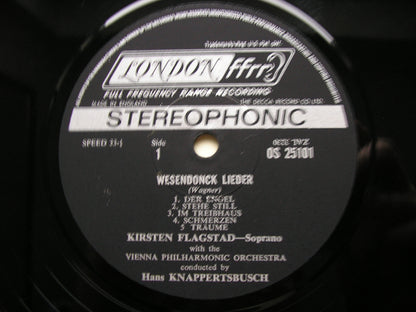 LONDON ffrr
FULL FREQUENCY RANGE RECORDING
MADE IN ENGLAND THE DECCA RECORD CO. LTD.
STEREOPHONIC
SPEED 33⅓ Side
1 OS 25101
WESENDONCK LIEDER
(Wagner)
1. DER ENGEL
2. STEHE STILL
3. IM TREIBHAUS
4. SCHMERZEN
5 TRÄUME
KIRSTEN FLAGSTAD—Soprano
with the
VIENNA PHILHARMONIC ORCHESTRA
conducted by
Hans KNAPPERTSBUSCH